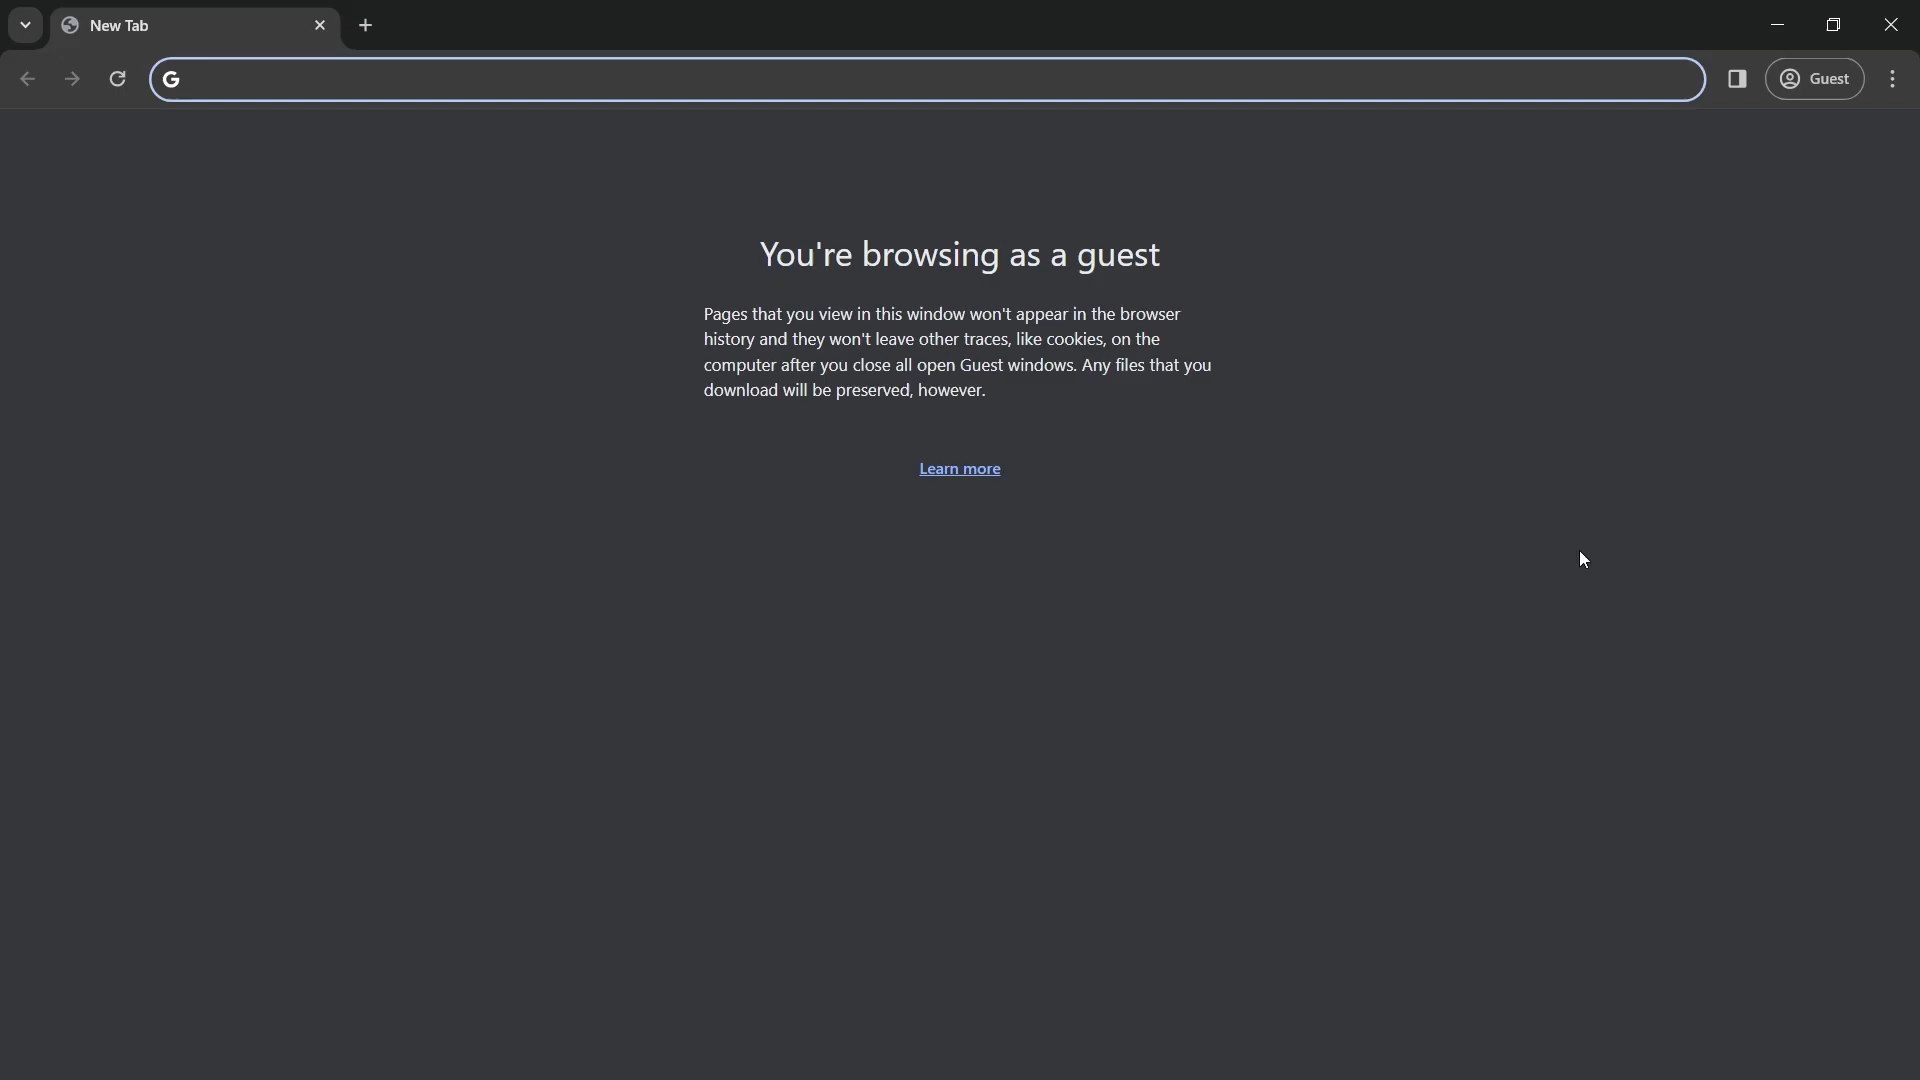 New Tab
Guest
You're browsing as a guest
Pages that you view in this window won't appear in the browser
history and they won't leave other traces, like cookies, on the
computer after you close all open Guest windows. Any files that you
download will be preserved, however.
Learn more